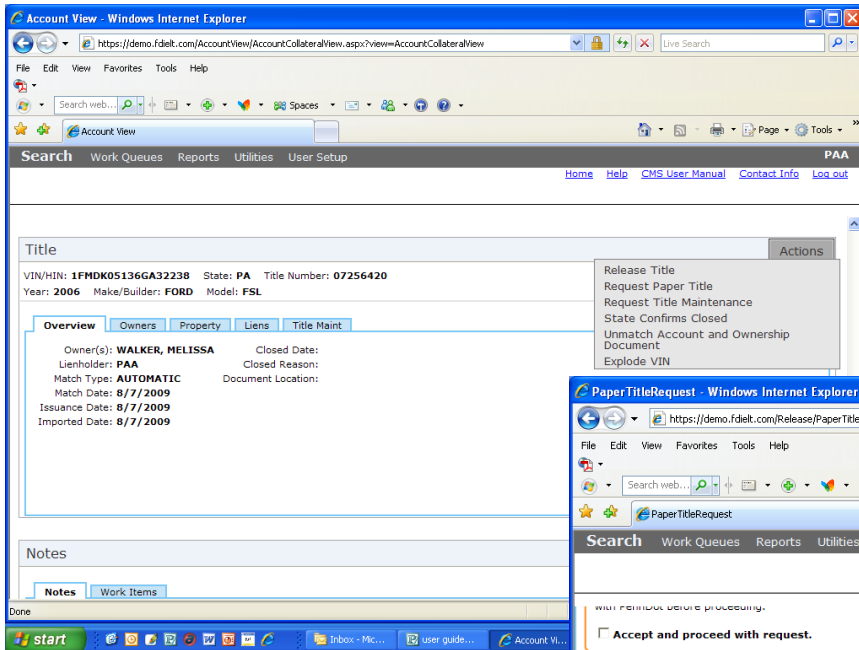 Account View - Windows Internet Explorer
https://demo.fdielt.com/AccountView/AccountCollateralView.aspx?view=AccountCollateralView
Live Search
File Edit View Favorites Tools Help
Search web...
Spaces
Account View
Page Tools
Search Work Queues Reports Utilities User Setup PAA
Home Help CMS User Manual Contact Info Log out
Title
Actions
VIN/HIN: 1FMDK05136GA32238 State: PA Title Number: 07256420
Year: 2006 Make/Builder: FORD Model: FSL
Release Title
Request Paper Title
Request Title Maintenance
State Confirms Closed
Unmatch Account and Ownership
Document
Explode VIN
Overview Owners Property Liens Title Maint
Owner(s): WALKER, MELISSA Closed Date:
Lienholder: PAA Closed Reason:
Match Type: AUTOMATIC Document Location:
Match Date: 8/7/2009
Issuance Date: 8/7/2009
Imported Date: 8/7/2009
PaperTitleRequest - Windows Internet Explorer
https://demo.fdielt.com/Release/PaperTitle
File Edit View Favorites Tools Help
Search web...
PaperTitleRequest
Search Work Queues Reports Utilities
with PennDot before proceeding.
Accept and proceed with request.
Notes
Notes Work Items
Done
start
Inbox - Mic...
user guide...
Account Vi...